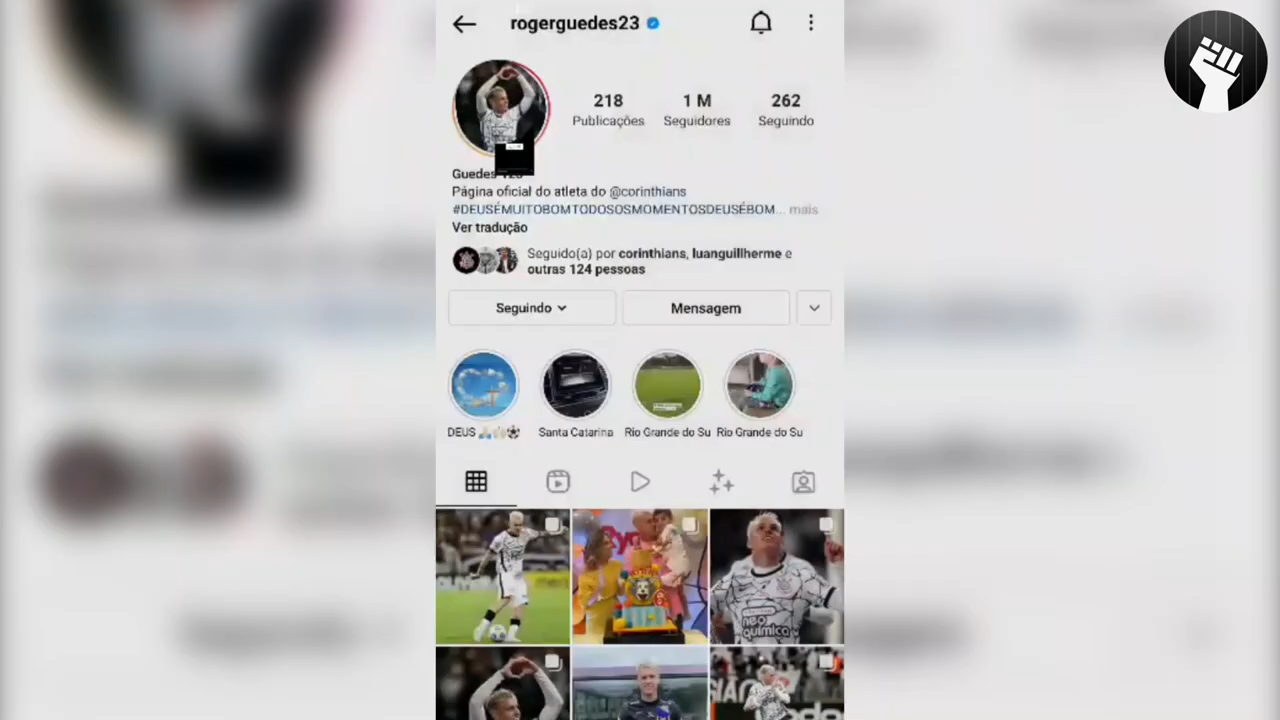 rogerguedes23
218
1 M
262
Publicações
Seguidores
Seguindo
Guedes
Página oficial do atleta do @corinthians
#DEUSÉMUITOBOMTODOSOSMOMENTOSDEUSÉBOM... mais
Ver tradução
Seguido(a) por corinthians, luanguillherme e
outras 124 pessoas
Seguindo
Mensagem
DEUS
Santa Catarina
Rio Grande do Su
Rio Grande do Su
neo
química